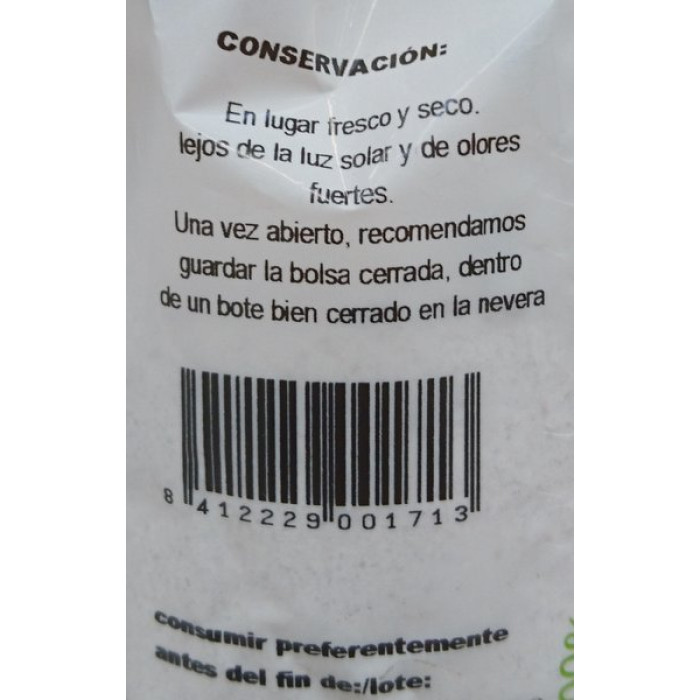 CONSERVACIÓN:
En lugar fresco y seco.
lejos de la luz solar y de olores
fuertes.
Una vez abierto, recomendamos
guardar la bolsa cerrada, dentro
de un bote bien cerrado en la nevera
8 412229 001713
consumir preferentemente
antes del fin de:/lote: